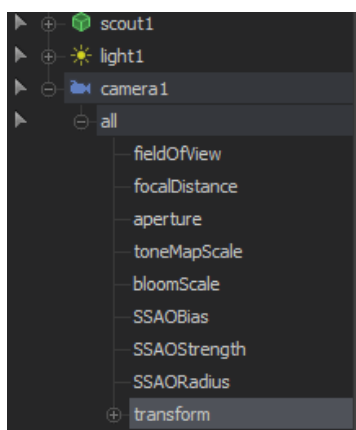 scout1
light1
camera1
all
fieldOfView
focalDistance
aperture
toneMapScale
bloomScale
SSAOBias
SSAOStrength
SSAORadius
transform